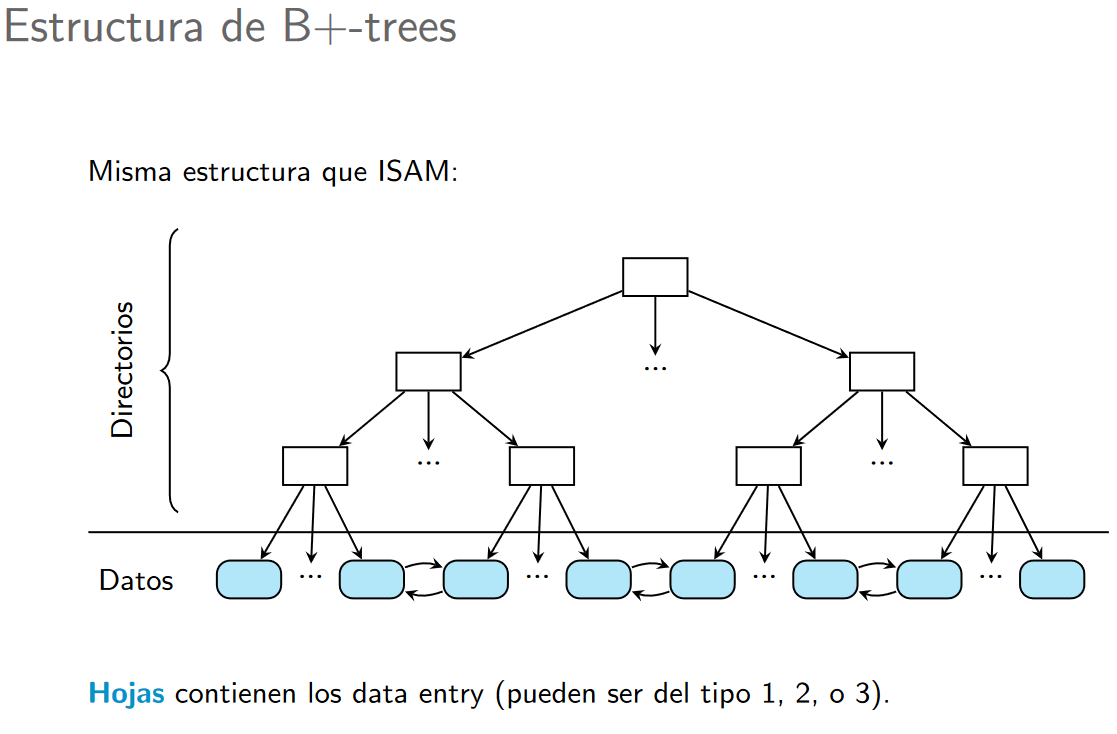 Estructura de B+-trees
Misma estructura que ISAM:
Directorios
...
...
...
Datos
...
...
...
...
Hojas contienen los data entry (pueden ser del tipo 1, 2, o 3).